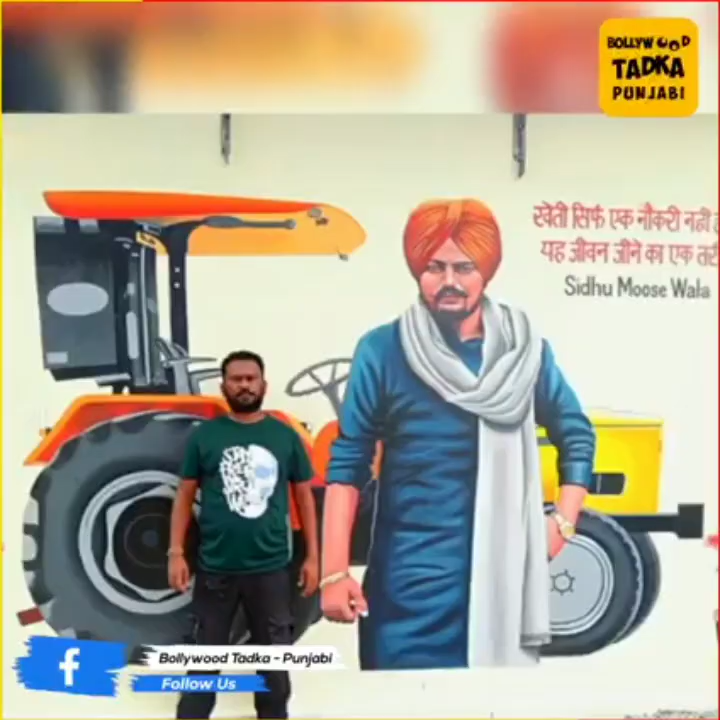 BOLLYWOOD
TADKA
PUNJABI
खेती सिर्फ एक नौकरी नहीं
यह जीवन जीने का एक
Sidhu Moose Wala
Bollywood Tadka - Punjabi
Follow Us